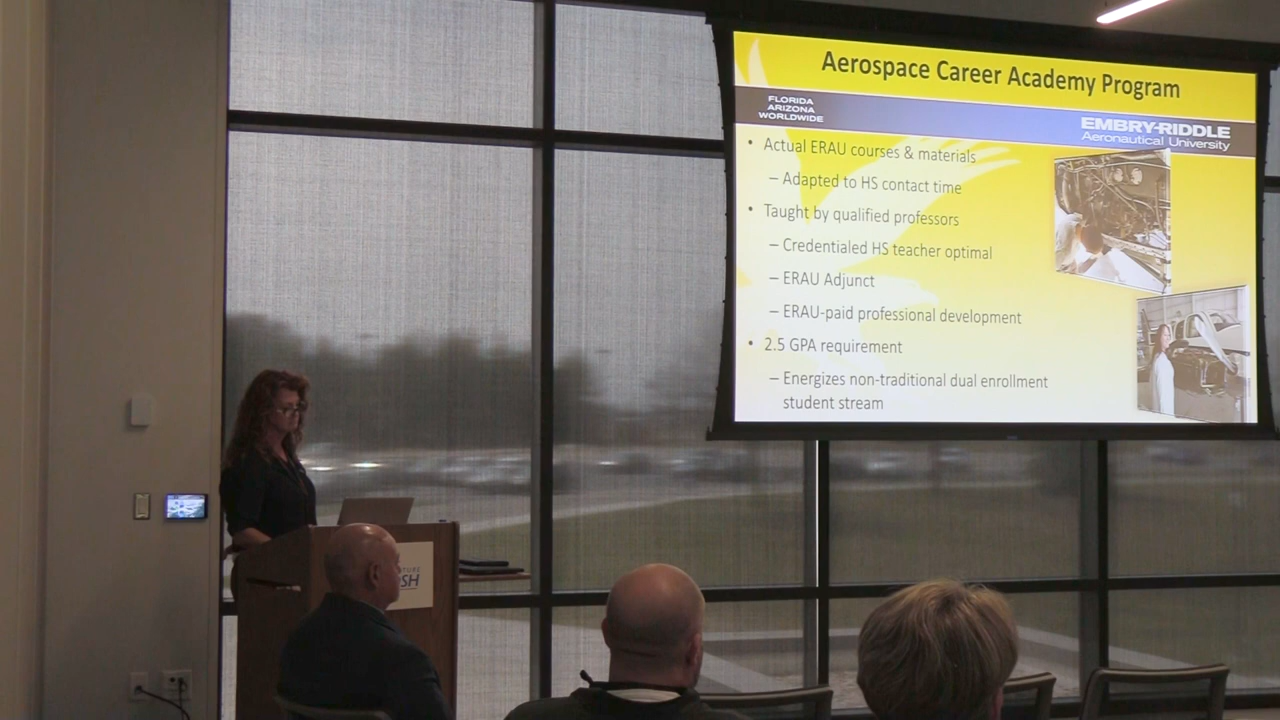 Aerospace Career Academy Program
FLORIDA
ARIZONA
WORLDWIDE
EMBRY-RIDDLE
Aeronautical University
• Actual ERAU courses & materials
– Adapted to HS contact time
• Taught by qualified professors
– Credentialed HS teacher optimal
– ERAU Adjunct
– ERAU-paid professional development
• 2.5 GPA requirement
– Energizes non-traditional dual enrollment
student stream